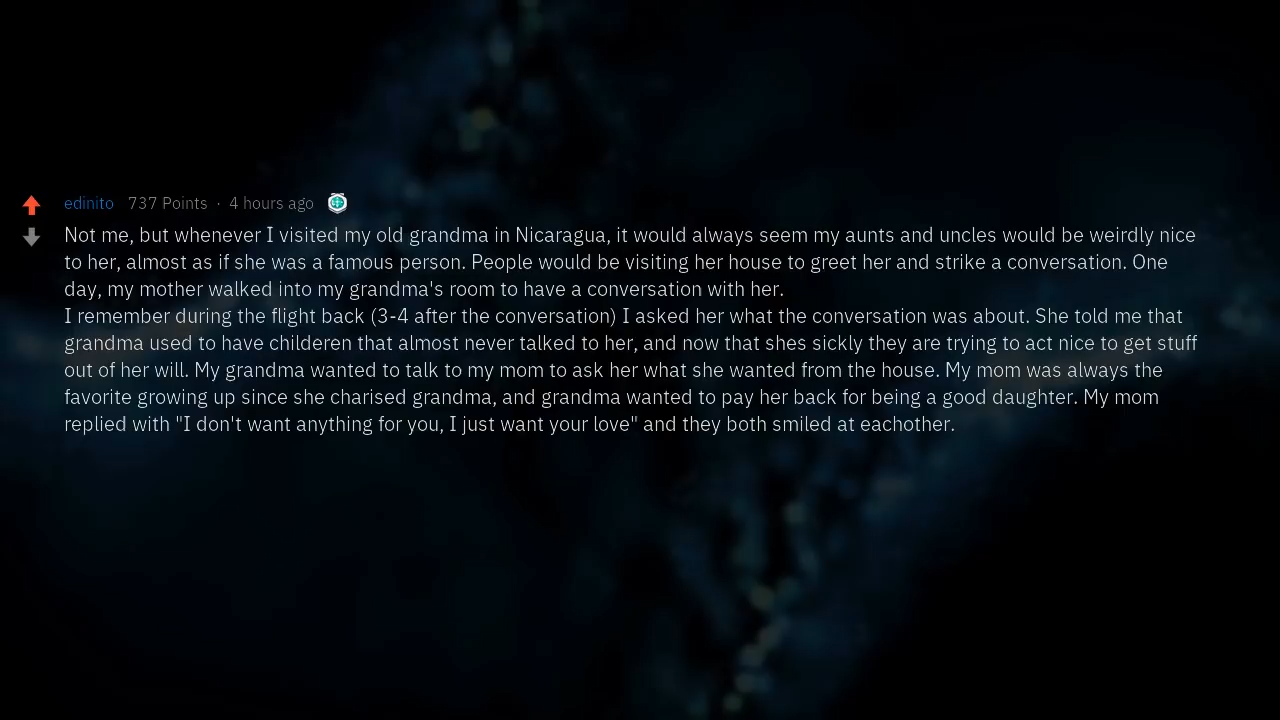 edinito 737 Points · 4 hours ago
Not me, but whenever I visited my old grandma in Nicaragua, it would always seem my aunts and uncles would be weirdly nice
to her, almost as if she was a famous person. People would be visiting her house to greet her and strike a conversation. One
day, my mother walked into my grandma's room to have a conversation with her.
I remember during the flight back (3-4 after the conversation) I asked her what the conversation was about. She told me that
grandma used to have childeren that almost never talked to her, and now that shes sickly they are trying to act nice to get stuff
out of her will. My grandma wanted to talk to my mom to ask her what she wanted from the house. My mom was always the
favorite growing up since she charised grandma, and grandma wanted to pay her back for being a good daughter. My mom
replied with "I don't want anything for you, I just want your love" and they both smiled at eachother.